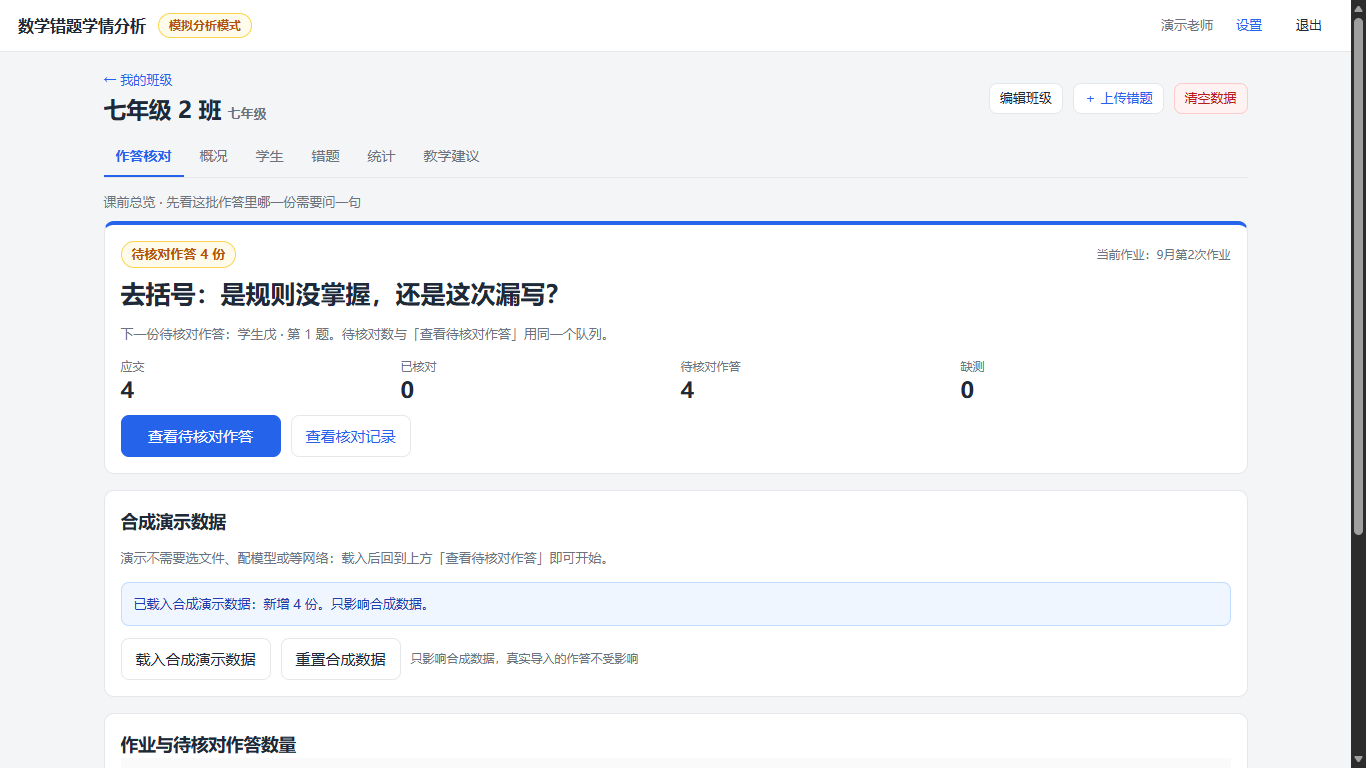 数学错题学情分析 模拟分析模式 演示老师 设置 退出
← 我的班级
七年级 2 班 七年级
编辑班级 + 上传错题 清空数据
作答核对 概况 学生 错题 统计 教学建议
课前总览 · 先看这批作答里哪一份需要问一句
待核对作答 4 份 当前作业：9月第2次作业
去括号：是规则没掌握，还是这次漏写？
下一份待核对作答：学生戊 · 第 1 题。待核对数与「查看待核对作答」用同一个队列。
应交 已核对 待核对作答 缺测
4 0 4 0
查看待核对作答 查看核对记录
合成演示数据
演示不需要选文件、配模型或等网络：载入后回到上方「查看待核对作答」即可开始。
已载入合成演示数据：新增 4 份。只影响合成数据。
载入合成演示数据 重置合成数据 只影响合成数据，真实导入的作答不受影响
作业与待核对作答数量